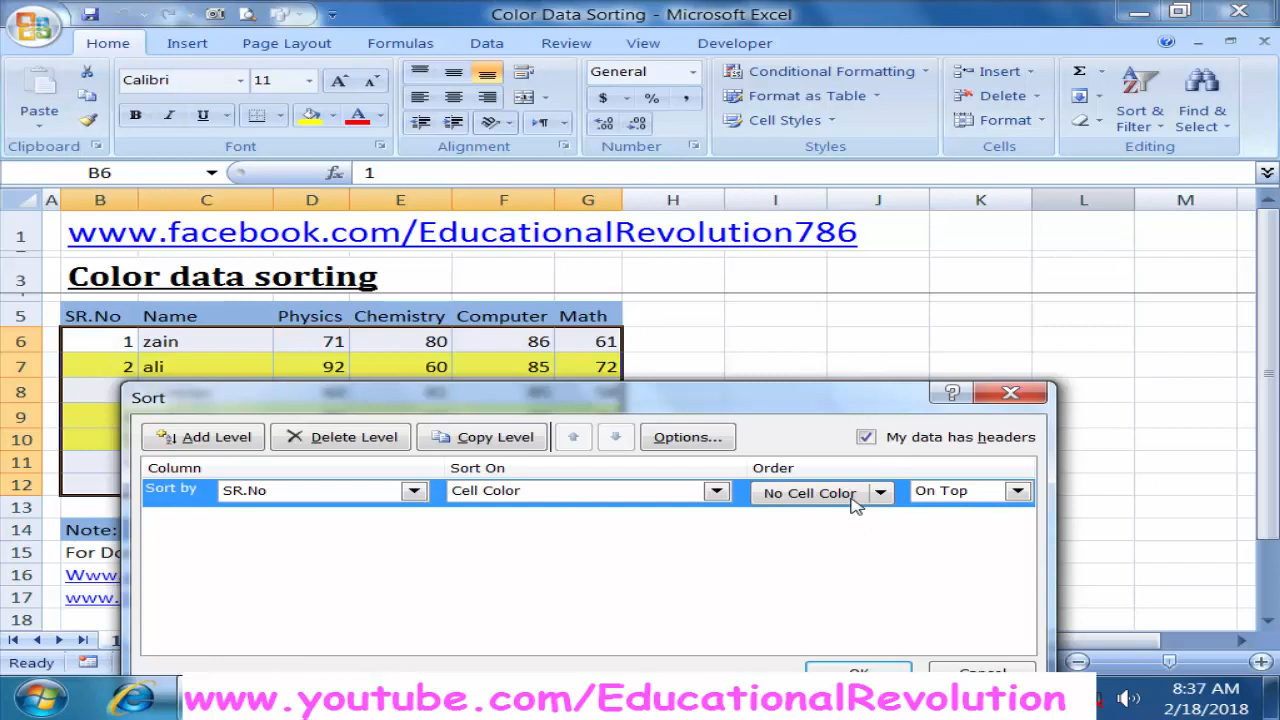 Color Data Sorting - Microsoft Excel
Home Insert Page Layout Formulas Data Review View Developer
Paste
Calibri 11
B I U
General
$ % ,
Conditional Formatting
Format as Table
Cell Styles
Insert
Delete
Format
Σ
Sort & Filter
Find & Select
Clipboard Font Alignment Number Styles Cells Editing
B6 fx 1
A B C D E F G H I J K L M
1 www.facebook.com/EducationalRevolution786
3 Color data sorting
5 SR.No Name Physics Chemistry Computer Math
6 1 zain 71 80 86 61
7 2 ali 92 60 85 72
8
9
10
11
12
13
14 Note:
15 For Do
16 Www.
17 www.
18
Sort
Add Level Delete Level Copy Level Options... My data has headers
Column Sort On Order
Sort by SR.No Cell Color No Cell Color On Top
OK Cancel
Ready
www.youtube.com/EducationalRevolution
8:37 AM
2/18/2018